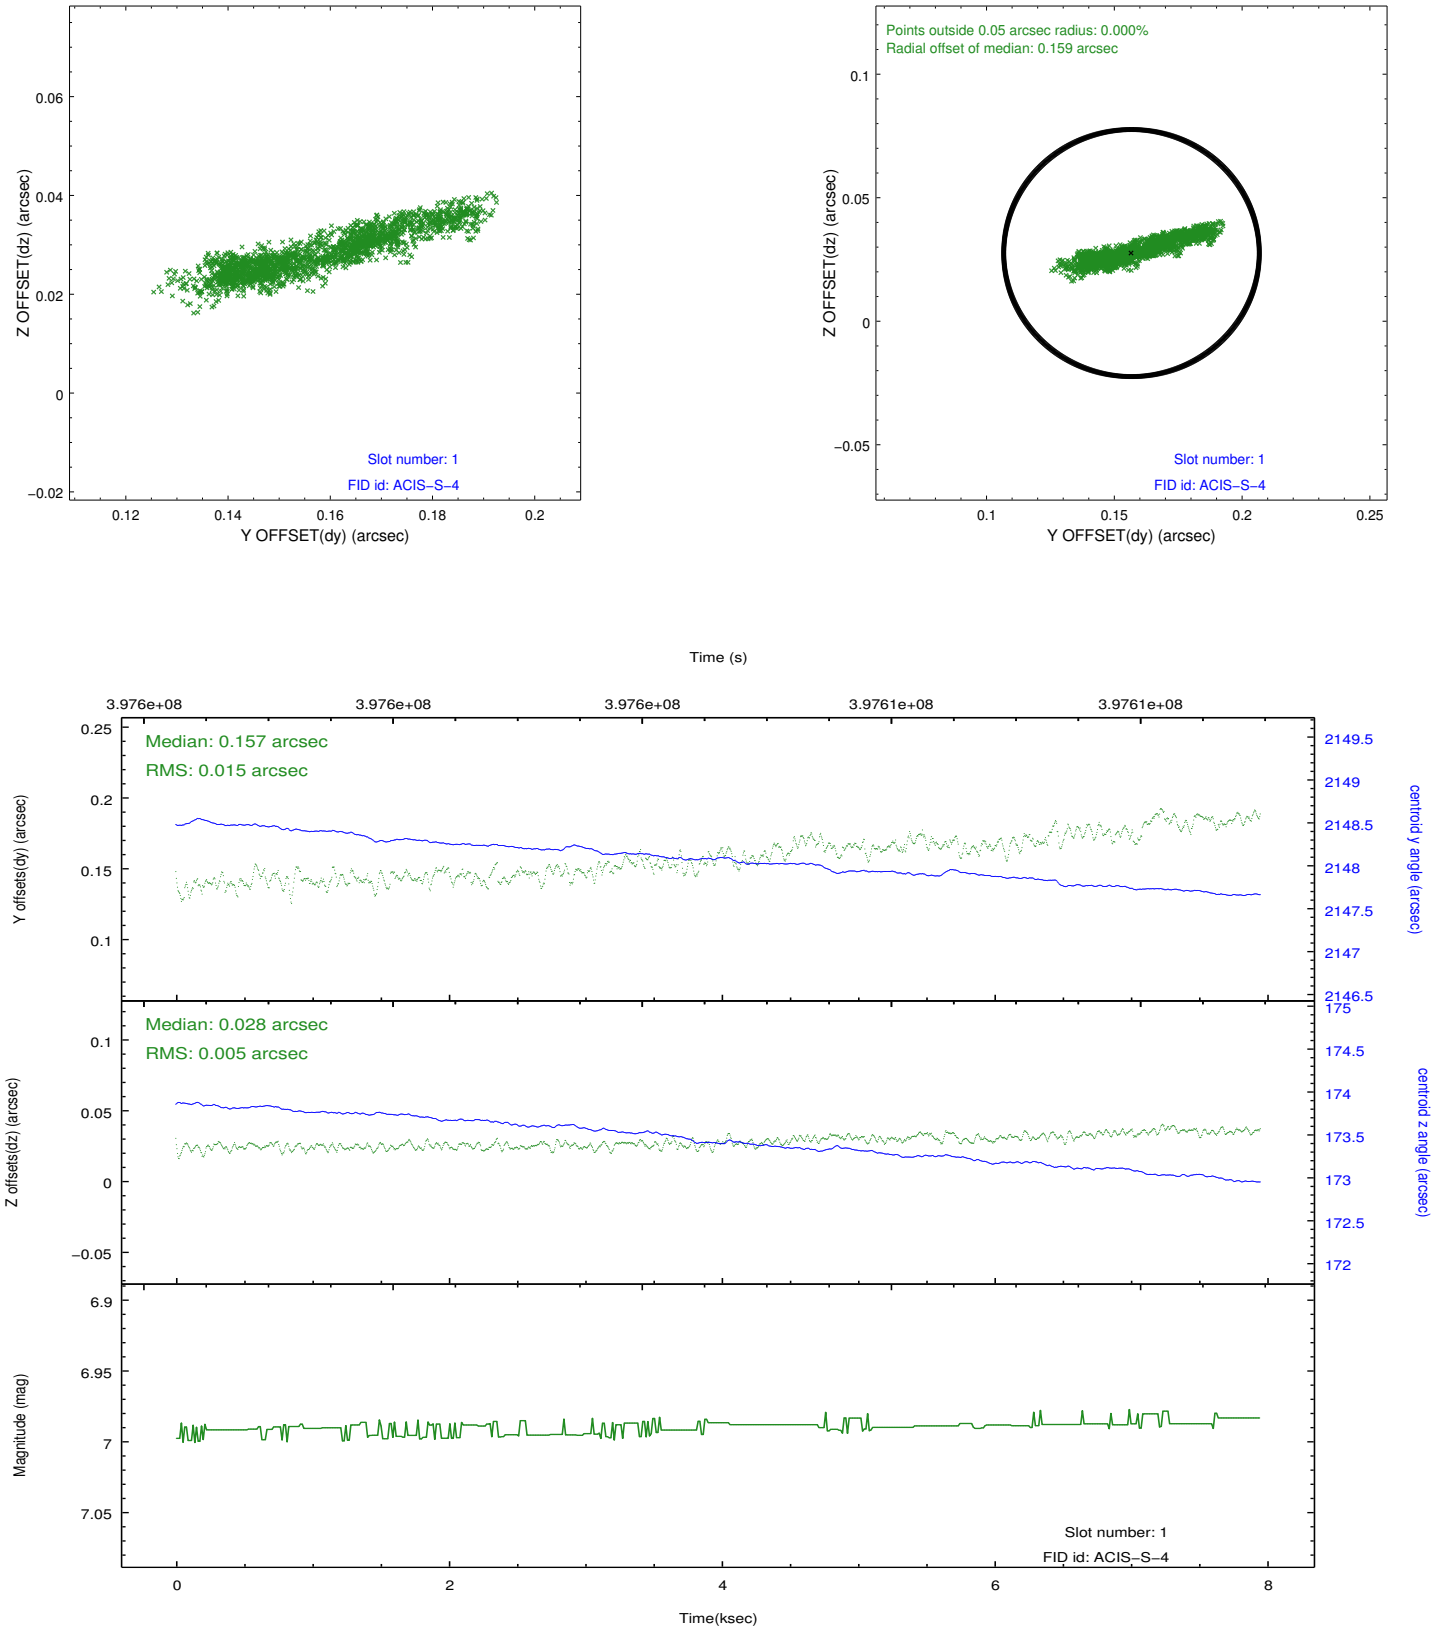 0.06
0.04
0.02
0
−0.02
Z OFFSET(dz) (arcsec)
Slot number: 1
FID id: ACIS−S−4
0.12 0.14 0.16 0.18 0.2
Y OFFSET(dy) (arcsec)
Points outside 0.05 arcsec radius: 0.000%
Radial offset of median: 0.159 arcsec
0.1
0.05
0
−0.05
Z OFFSET(dz) (arcsec)
Slot number: 1
FID id: ACIS−S−4
0.1 0.15 0.2 0.25
Y OFFSET(dy) (arcsec)
Time (s)
3.976e+08 3.976e+08 3.976e+08 3.9761e+08 3.9761e+08
Median: 0.157 arcsec
RMS: 0.015 arcsec
0.25
0.2
0.15
0.1
Y offsets(dy) (arcsec)
2149.5
2149
2148.5
2148
2147.5
2147
2146.5
centroid y angle (arcsec)
Median: 0.028 arcsec
RMS: 0.005 arcsec
0.1
0.05
0
−0.05
Z offsets(dz) (arcsec)
175
174.5
174
173.5
173
172.5
172
centroid z angle (arcsec)
6.9
6.95
7
7.05
Magnitude (mag)
Slot number: 1
FID id: ACIS−S−4
0 2 4 6 8
Time(ksec)